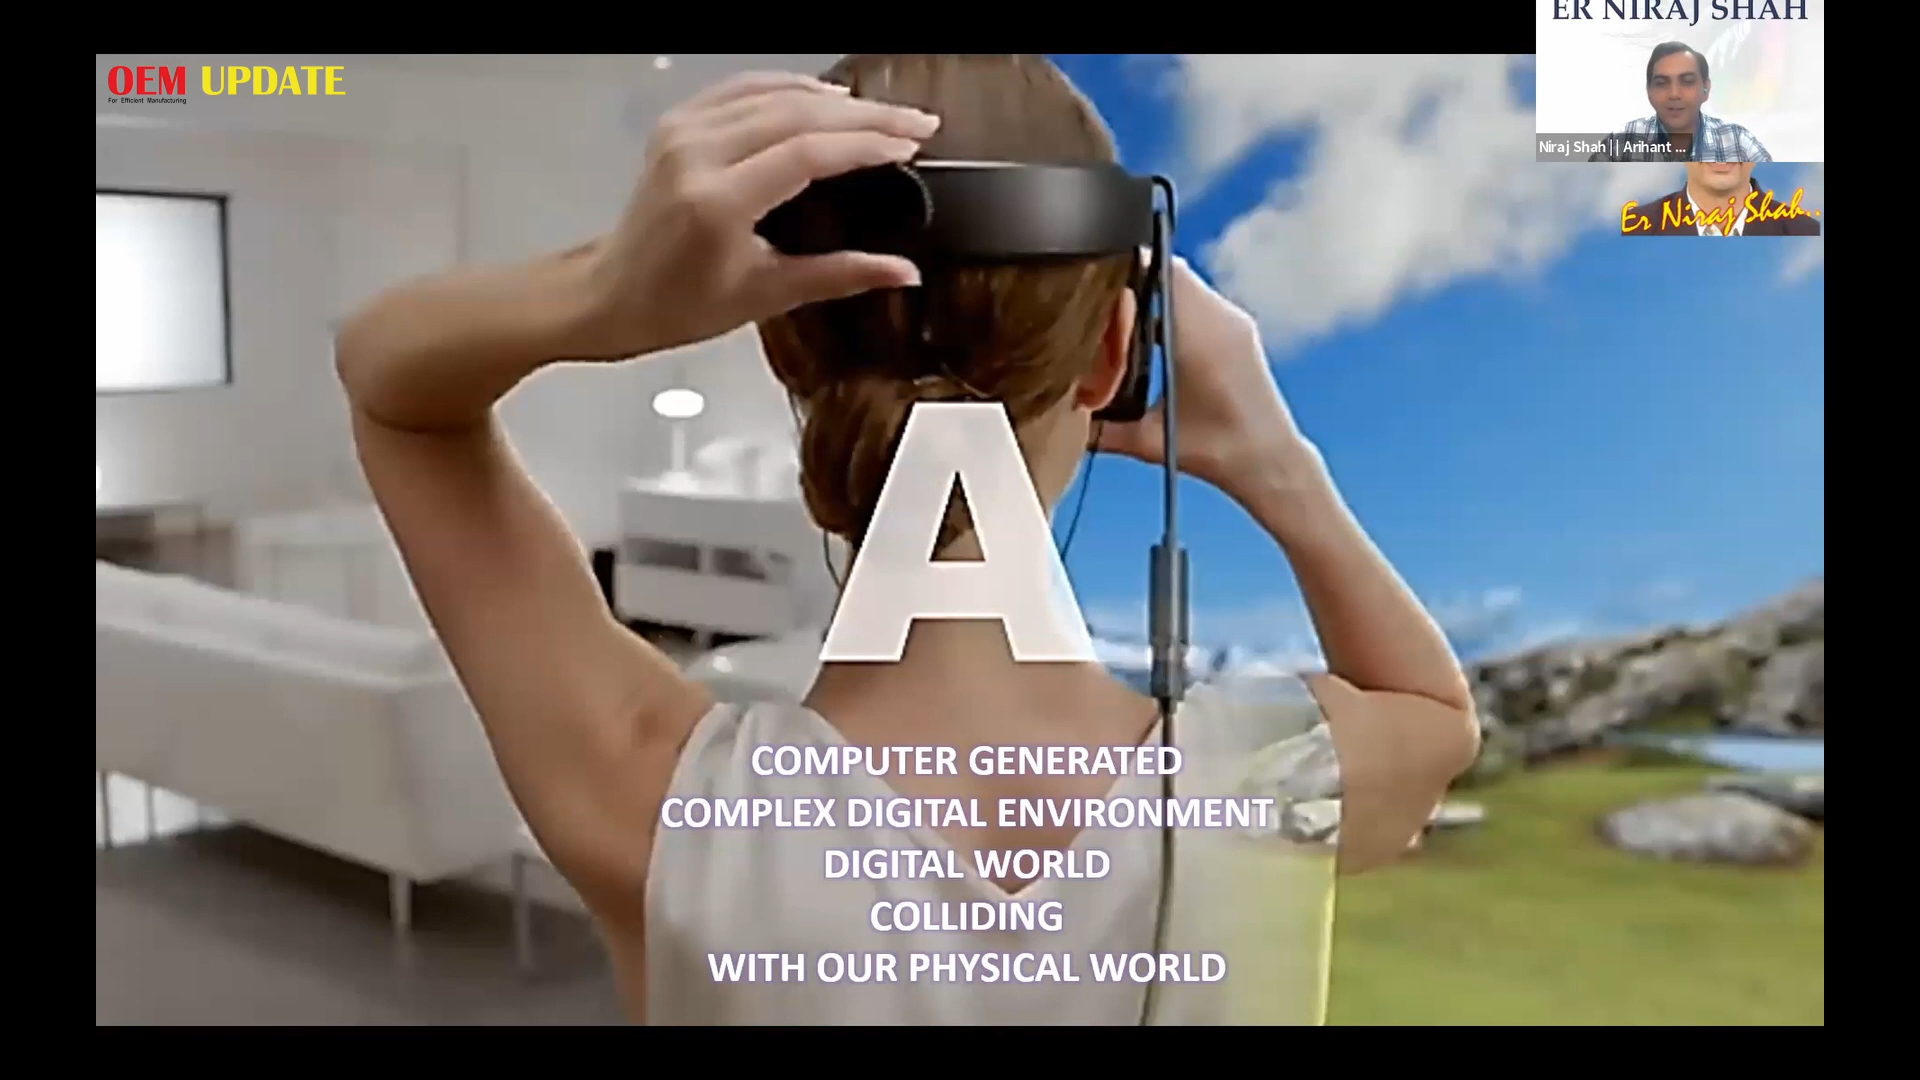 ER NIRAJ SHAH
OEM UPDATE
For Efficient Manufacturing
Niraj Shah || Arihant ...
Er Niraj Shah..
A
COMPUTER GENERATED
COMPLEX DIGITAL ENVIRONMENT
DIGITAL WORLD
COLLIDING
WITH OUR PHYSICAL WORLD